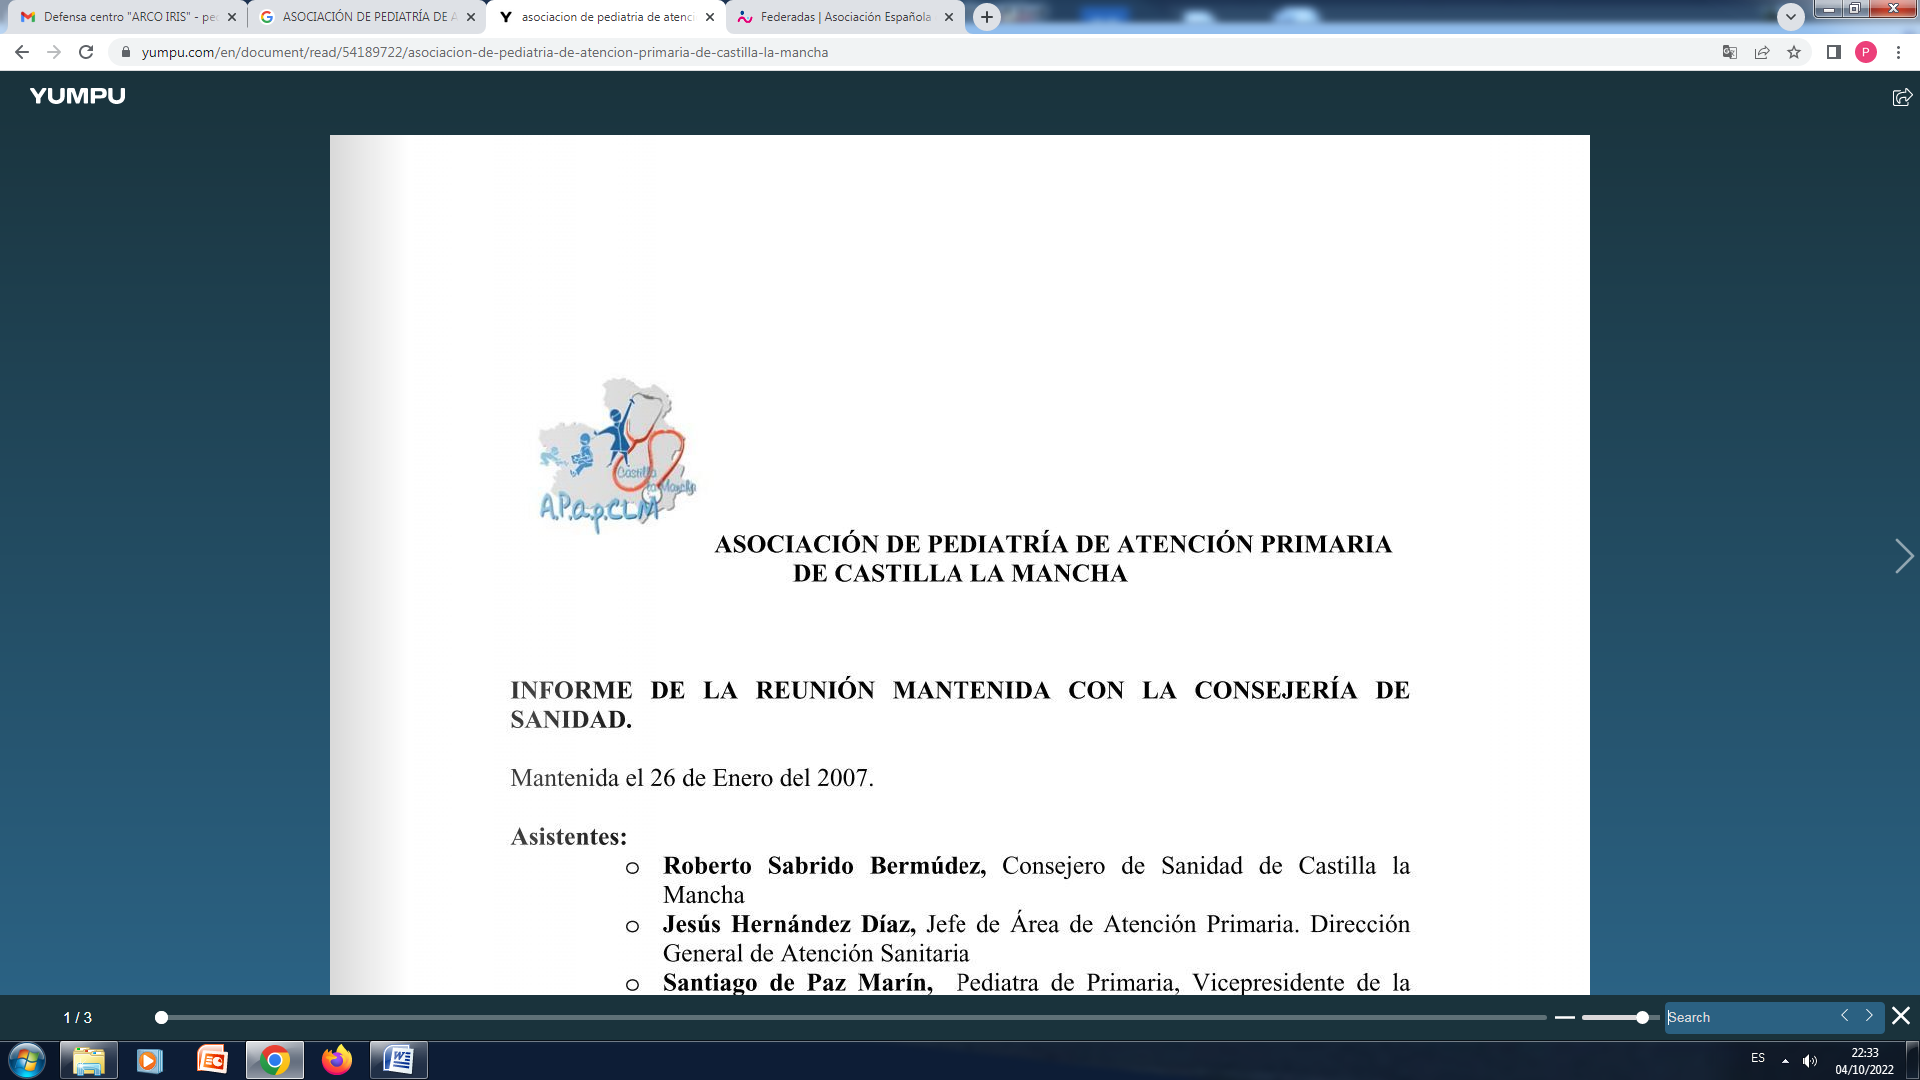 Defensa centro "ARCO IRIS" - pe
ASOCIACIÓN DE PEDIATRÍA DE A
asociacion de pediatria de atenc
Federadas | Asociación Española
yumpu.com/en/document/read/54189722/asociacion-de-pediatria-de-atencion-primaria-de-castilla-la-mancha
P
YUMPU
Castilla
la Mancha
A.P.a.p.CLM
ASOCIACIÓN DE PEDIATRÍA DE ATENCIÓN PRIMARIA
DE CASTILLA LA MANCHA
INFORME DE LA REUNIÓN MANTENIDA CON LA CONSEJERÍA DE
SANIDAD.
Mantenida el 26 de Enero del 2007.
Asistentes:
o Roberto Sabrido Bermúdez, Consejero de Sanidad de Castilla la
Mancha
o Jesús Hernández Díaz, Jefe de Área de Atención Primaria. Dirección
General de Atención Sanitaria
o Santiago de Paz Marín, Pediatra de Primaria, Vicepresidente de la
1 / 3
Search
ES
22:33
04/10/2022